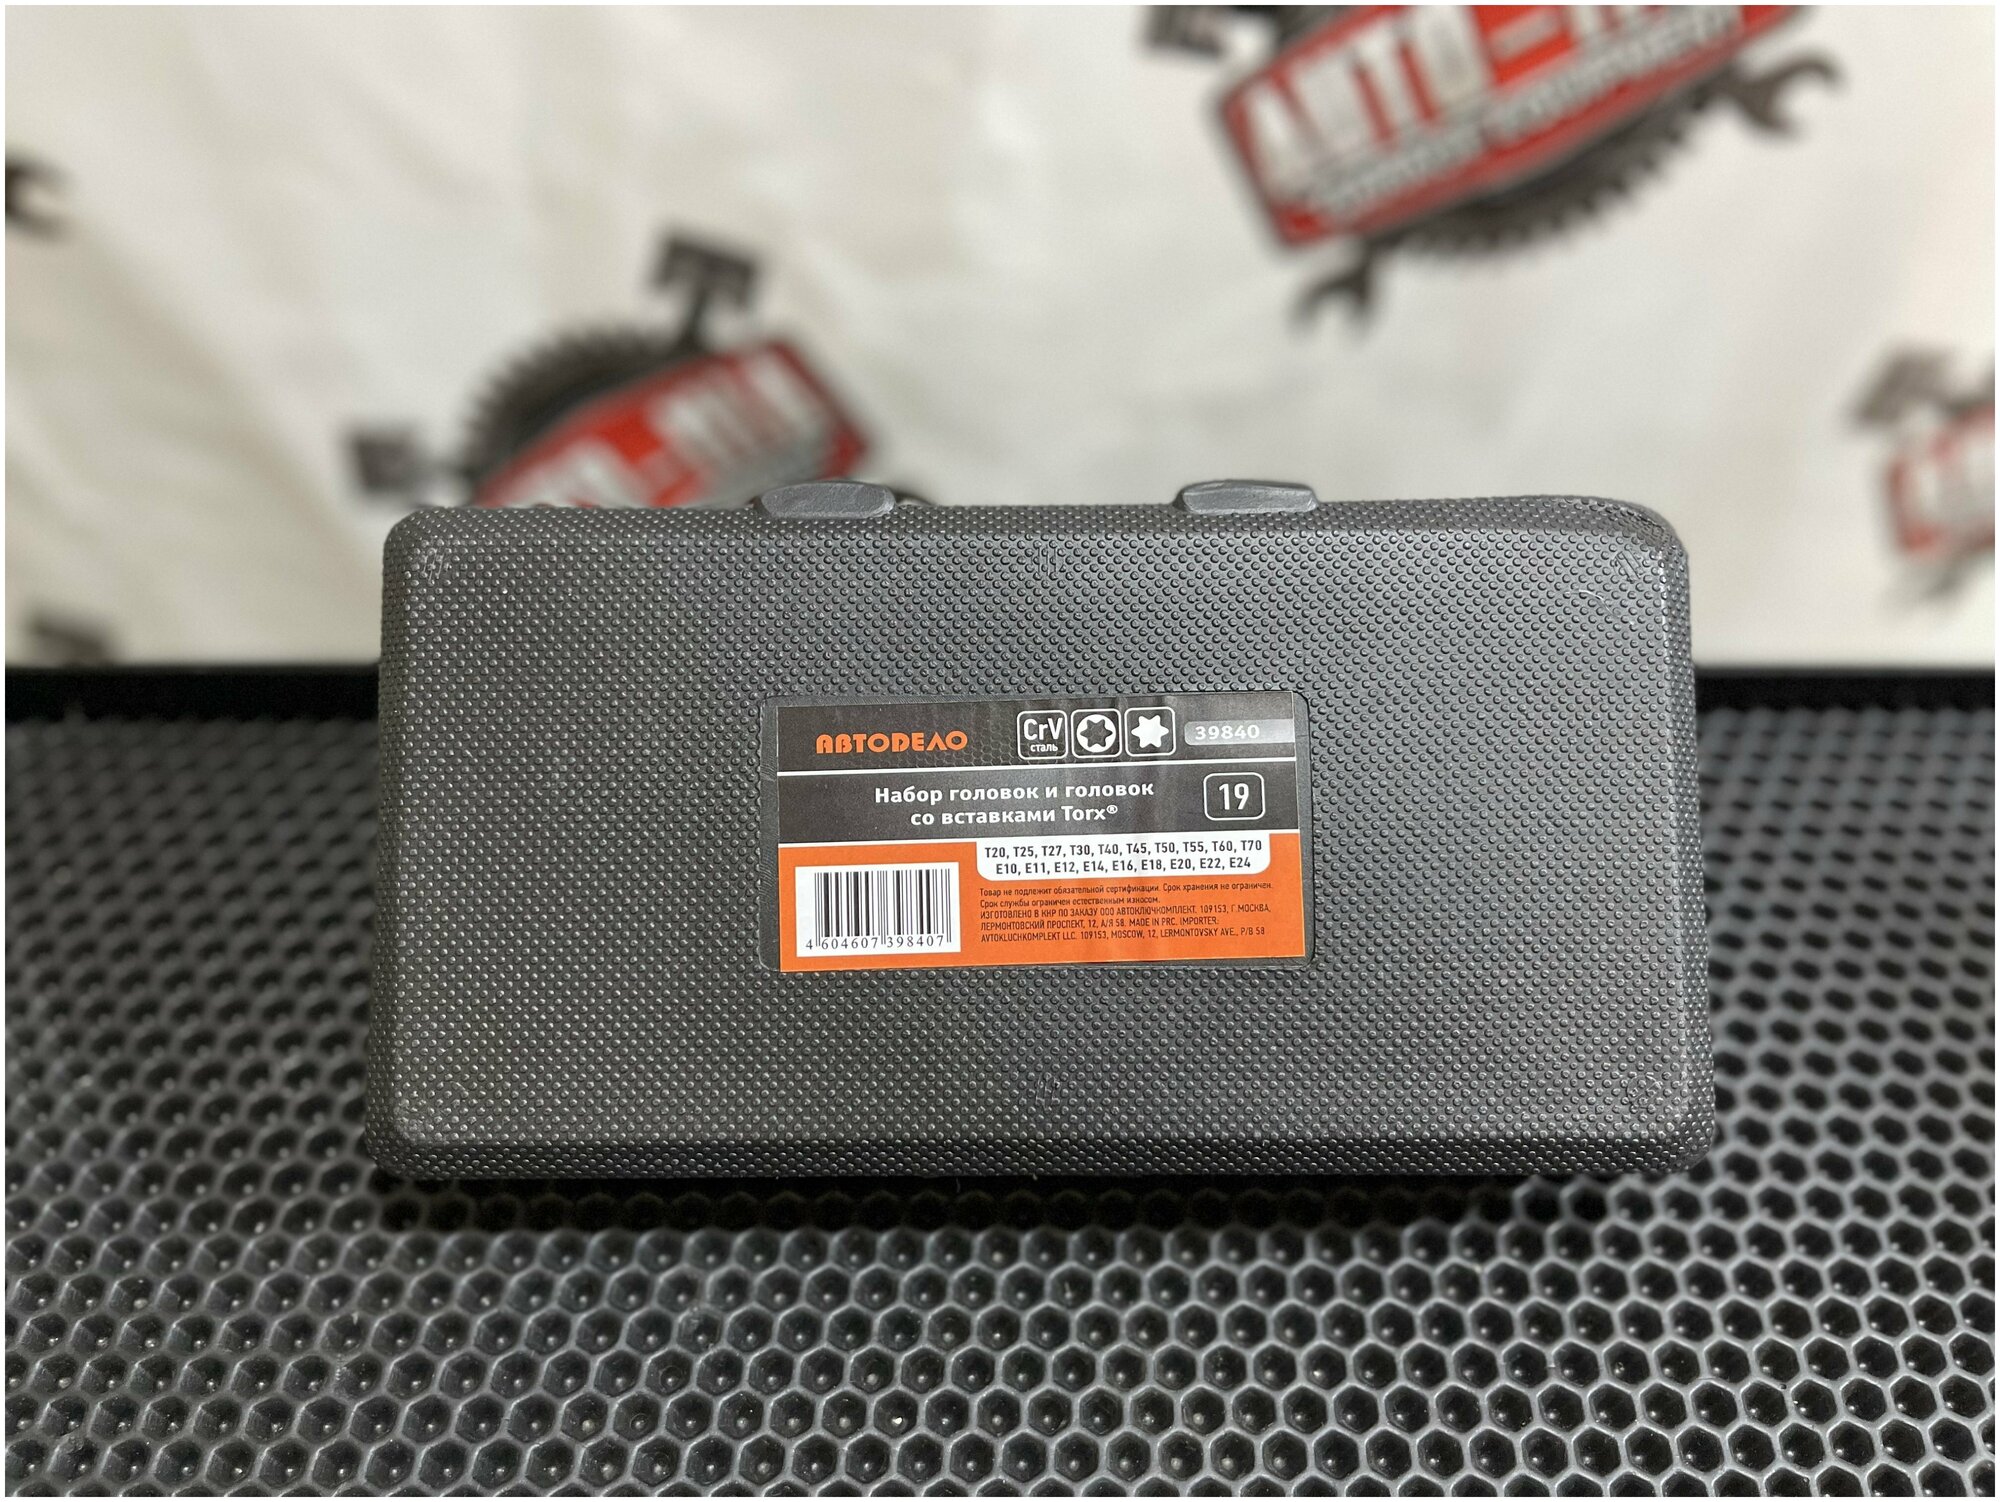 АВТО
АВТОДЕЛО
CrV
сталь
39840
Набор головок и головок
со вставками Torx®
19
T20, T25, T27, T30, T40, T45, T50, T55, T60, T70
E10, E11, E12, E14, E16, E18, E20, E22, E24
Товар не подлежит обязательной сертификации. Срок хранения не ограничен.
Срок службы ограничен естественным износом.
ИЗГОТОВЛЕНО В КНР ПО ЗАКАЗУ ООО АВТОКЛЮЧКОМПЛЕКТ. 109153, Г.МОСКВА,
ЛЕРМОНТОВСКИЙ ПРОСПЕКТ, 12, А/Я 58. MADE IN PRC. IMPORTER:
AVTOKLUCHKOMPLEKT LLC. 109153, MOSCOW, 12, LERMONTOVSKY AVE., P/B 58
4 604607 398407